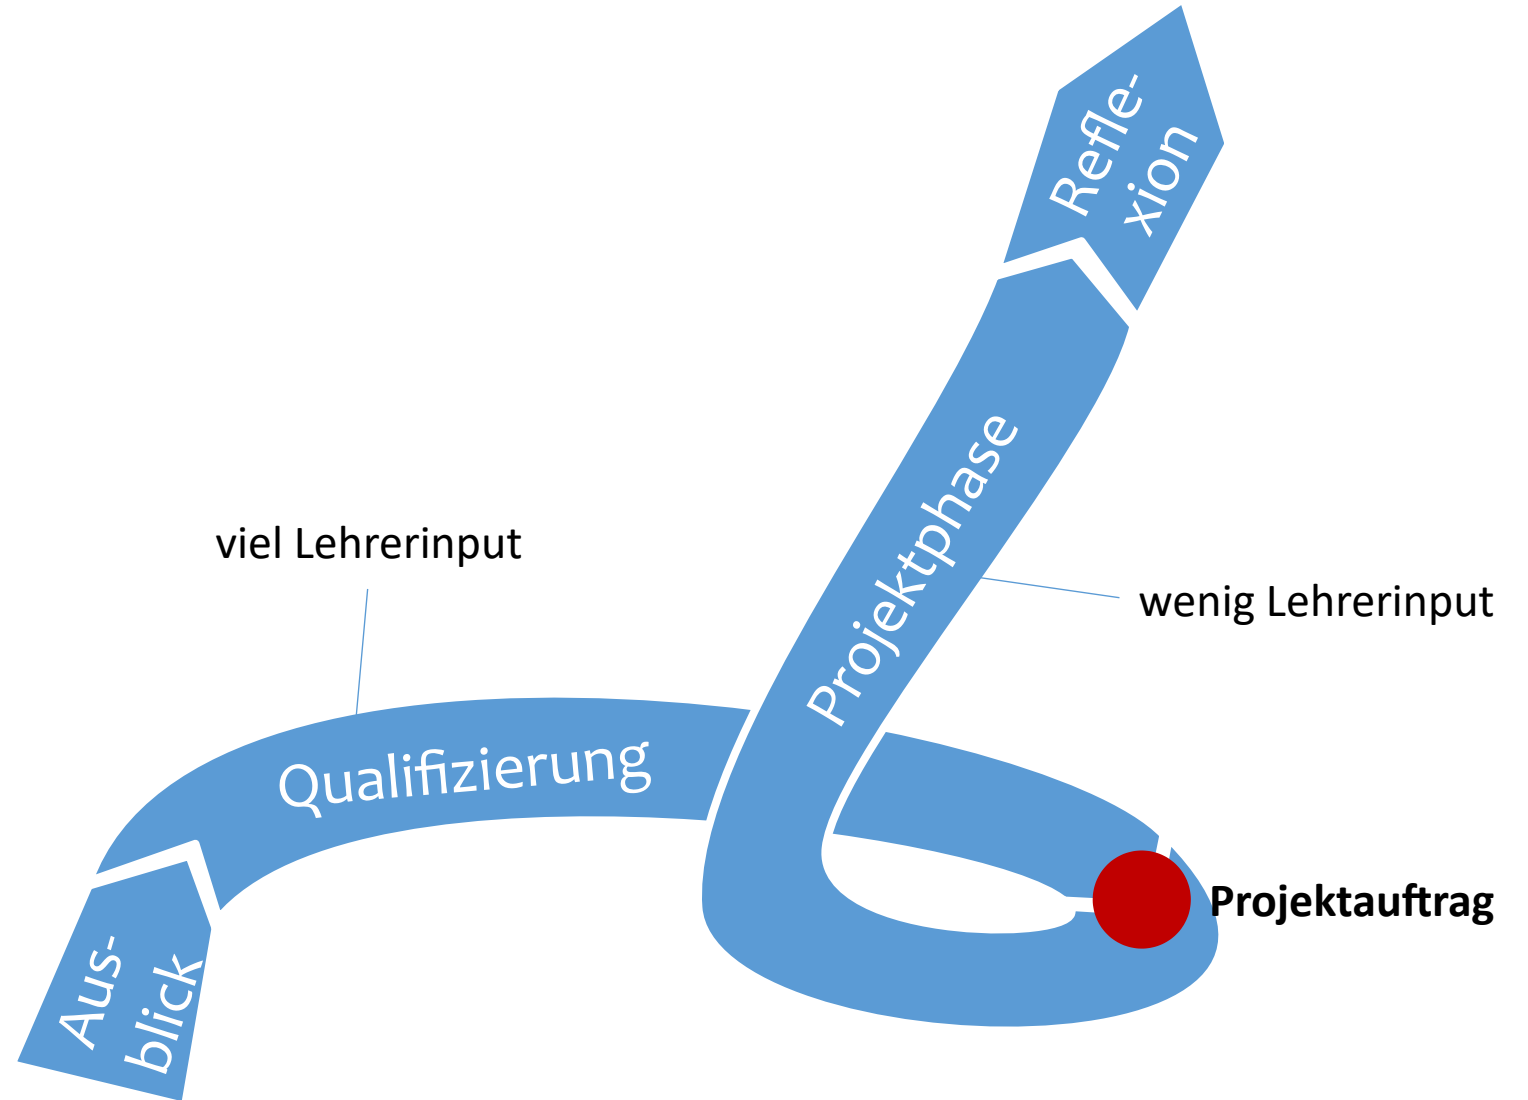 Refle-
xion
Projektphase
viel Lehrerinput
wenig Lehrerinput
Qualifizierung
Projektauftrag
Aus-
blick